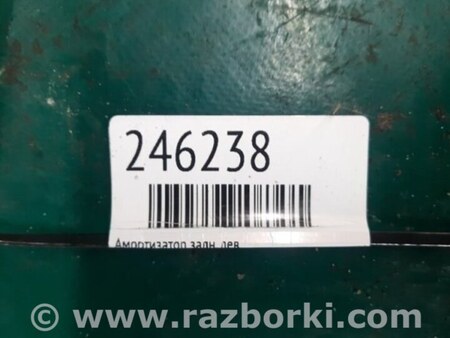 246238
Амортизатор задн. лев
© www.razborki.com